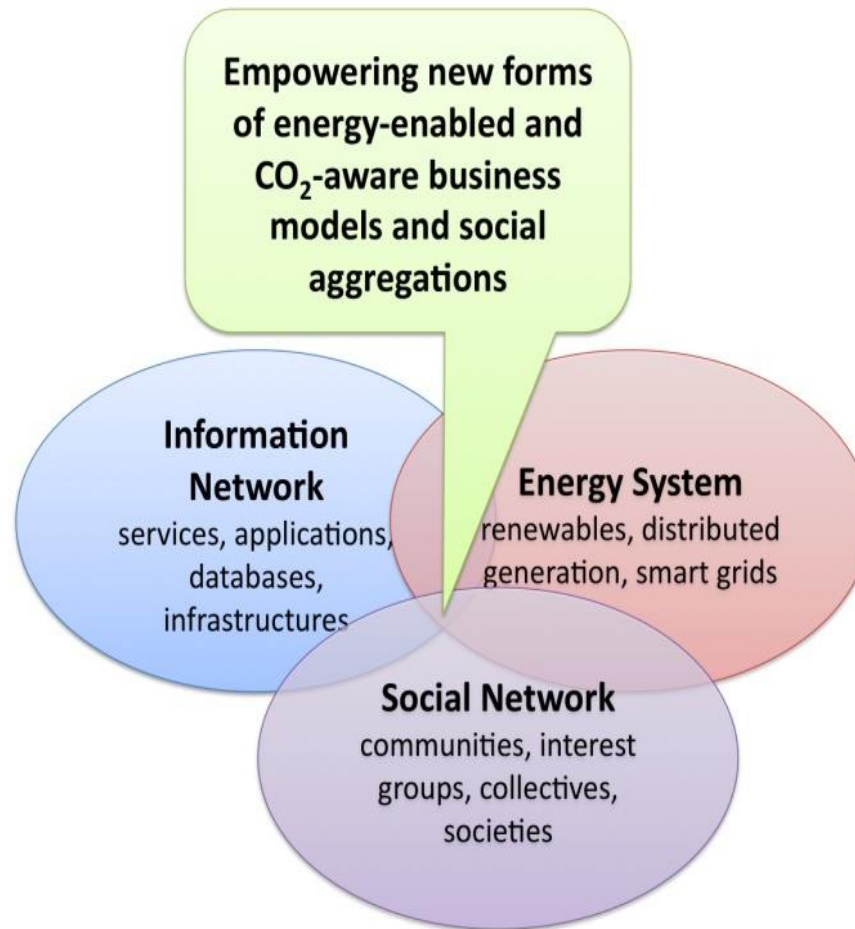 Empowering new forms
of energy-enabled and
CO₂-aware business
models and social
aggregations
Information
Network
services, applications,
databases,
infrastructures
Energy System
renewables, distributed
generation, smart grids
Social Network
communities, interest
groups, collectives,
societies